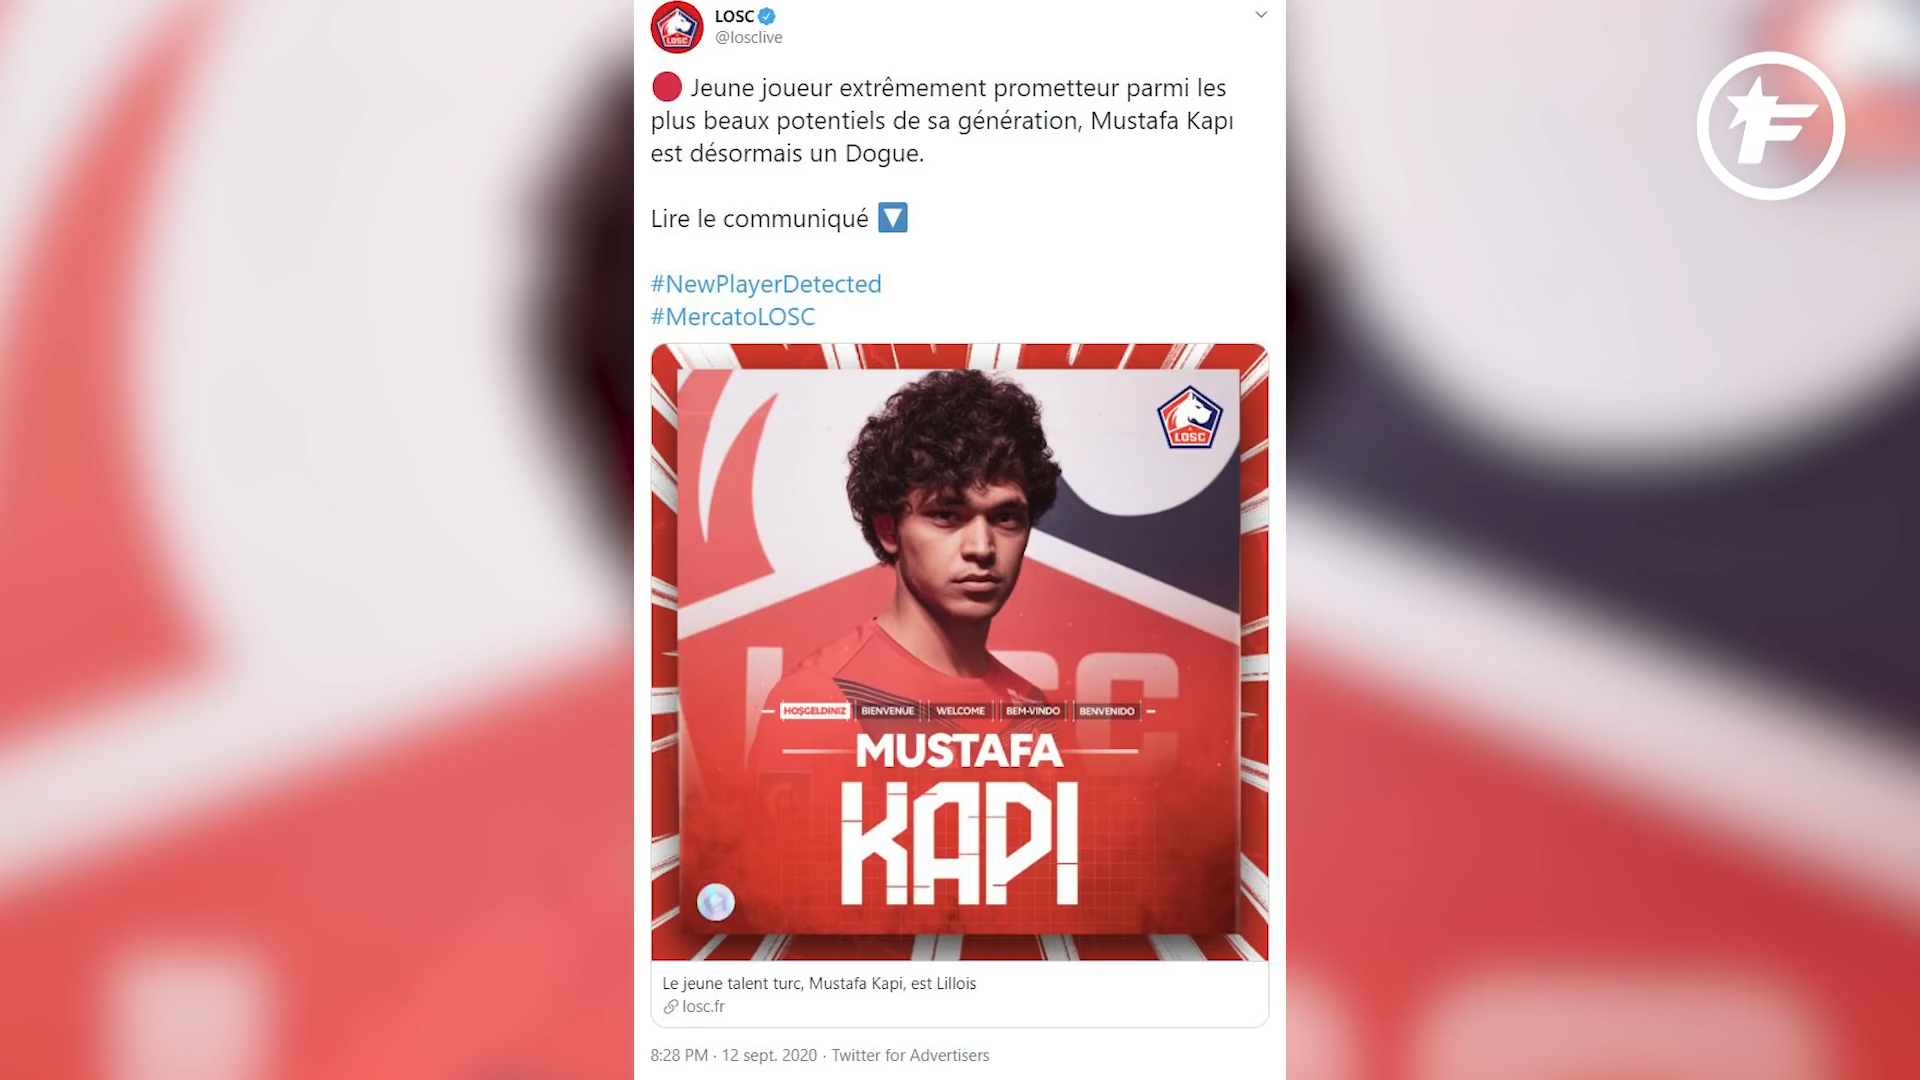 LOSC
@losclive
Jeune joueur extrêmement prometteur parmi les
plus beaux potentiels de sa génération, Mustafa Kapı
est désormais un Dogue.
Lire le communiqué
#NewPlayerDetected
#MercatoLOSC
LOSC
LOSC
HOŞGELDINIZ BIENVENUE WELCOME BEM-VINDO BENVENIDO
MUSTAFA
KAPI
Le jeune talent turc, Mustafa Kapi, est Lillois
losc.fr
8:28 PM · 12 sept. 2020 · Twitter for Advertisers
F